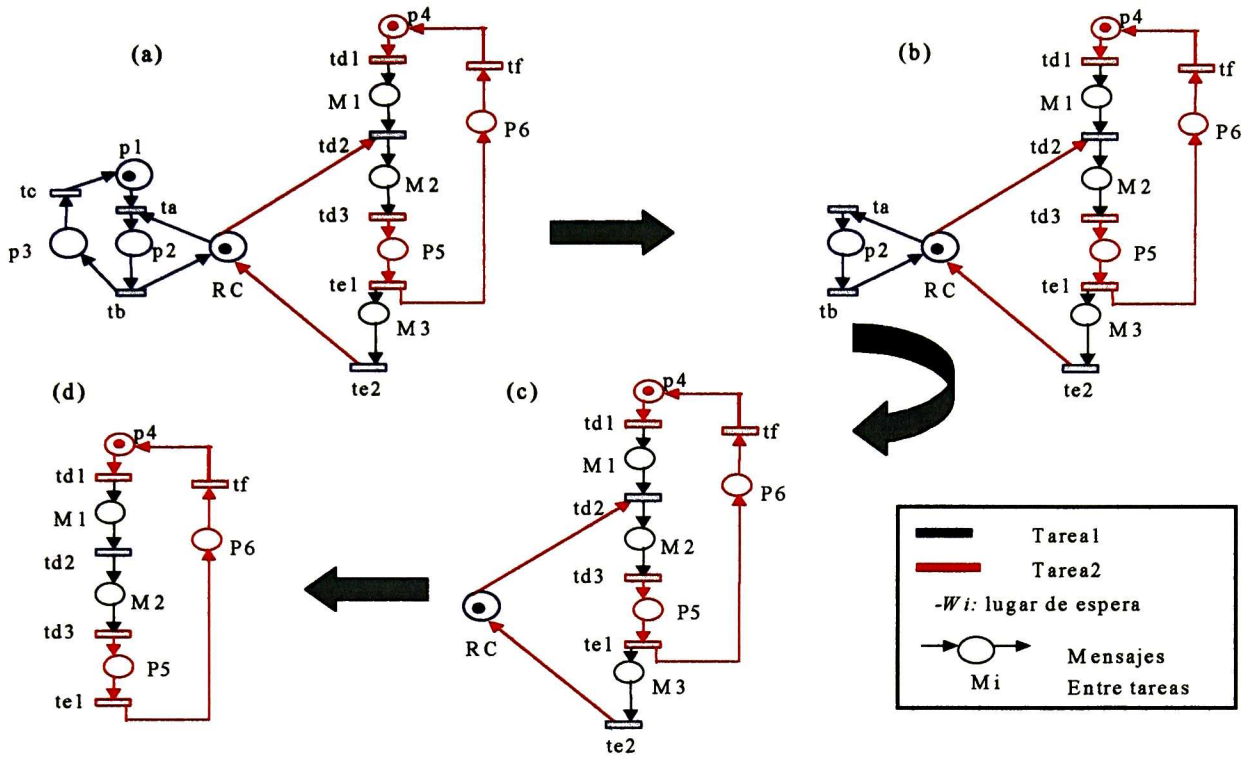 (a)
p4
td1
tf
M1
P6
td2
p1
tc
ta
M2
p2
td3
p3
P5
RC
te1
tb
M3
te2
(b)
p4
td1
tf
M1
P6
td2
M2
ta
td3
p2
P5
RC
te1
tb
M3
te2
(c)
p4
td1
tf
M1
P6
td2
M2
td3
P5
RC
te1
M3
te2
(d)
p4
td1
tf
M1
P6
td2
M2
td3
P5
te1
Tarea1
Tarea2
-Wi: lugar de espera
Mensajes
Mi Entre tareas